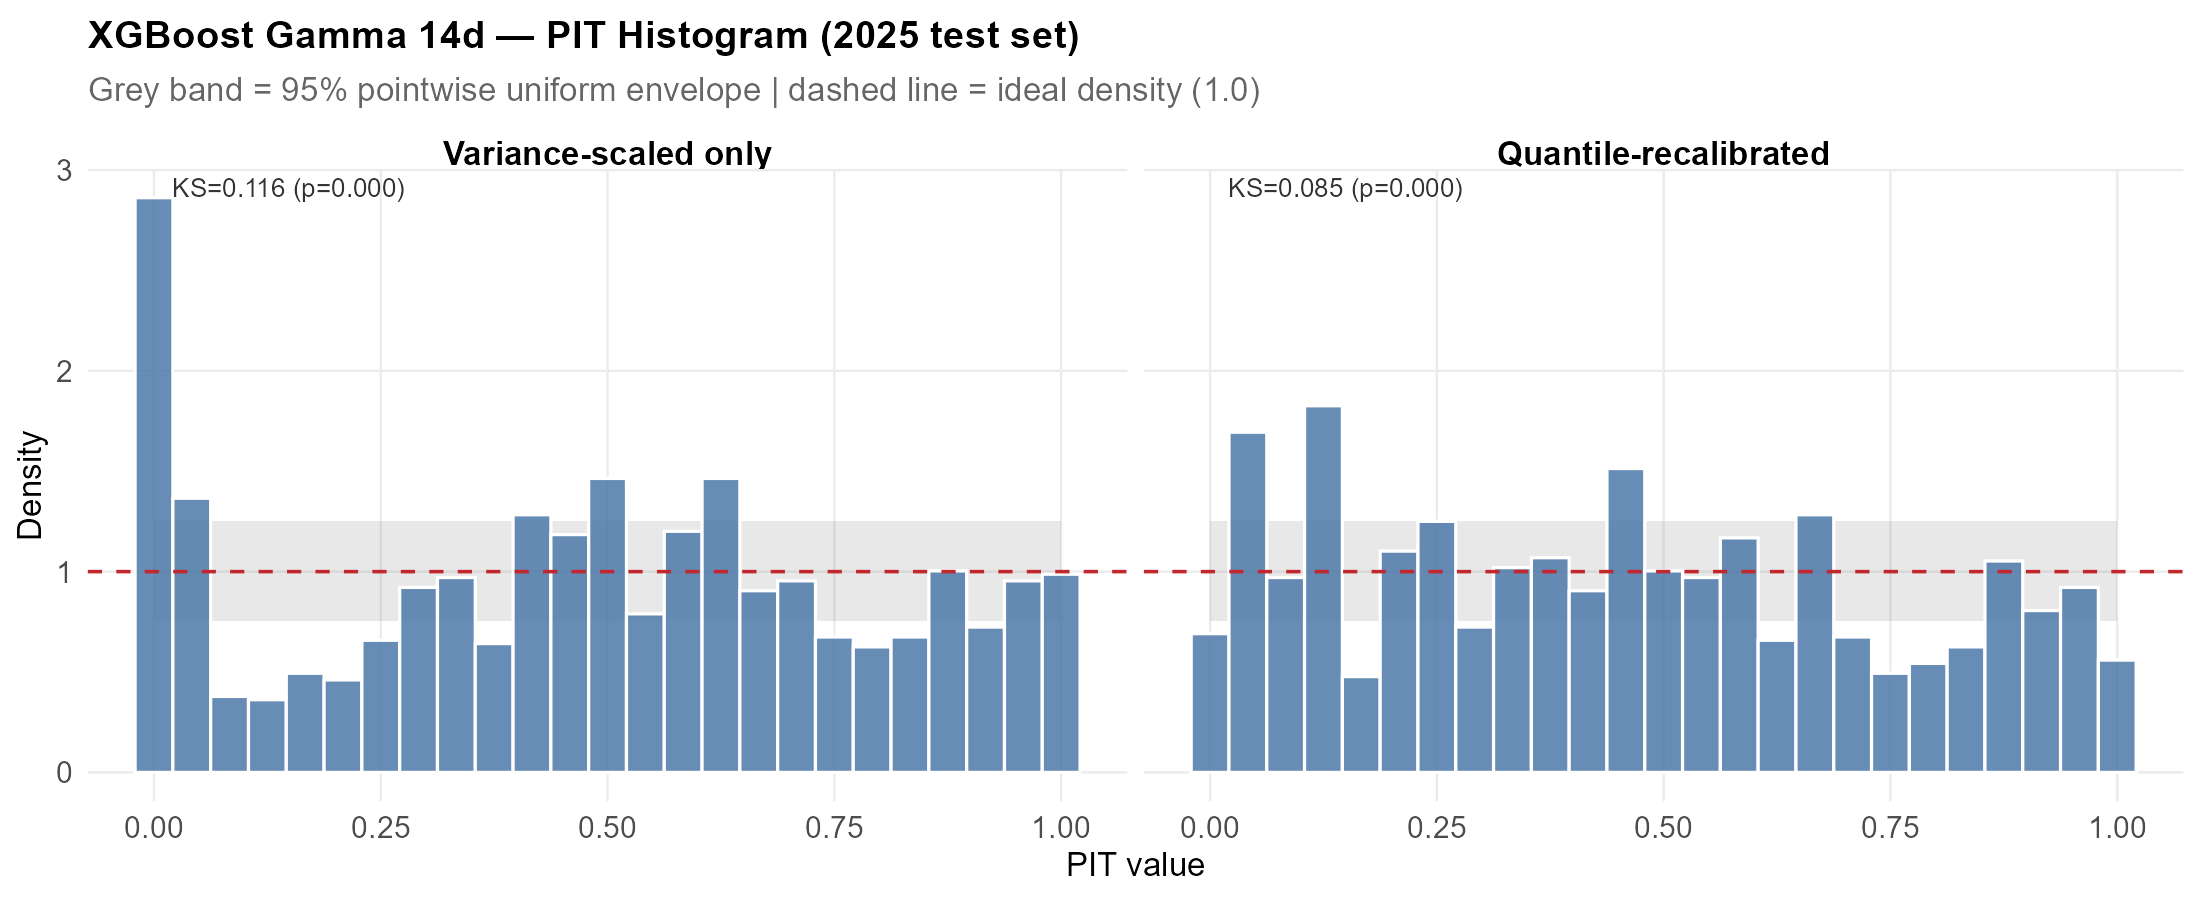 XGBoost Gamma 14d — PIT Histogram (2025 test set)
Grey band = 95% pointwise uniform envelope | dashed line = ideal density (1.0)
Variance-scaled only
Quantile-recalibrated
KS=0.116 (p=0.000)
KS=0.085 (p=0.000)
3
2
1
0
Density
0.00 0.25 0.50 0.75 1.00
0.00 0.25 0.50 0.75 1.00
PIT value